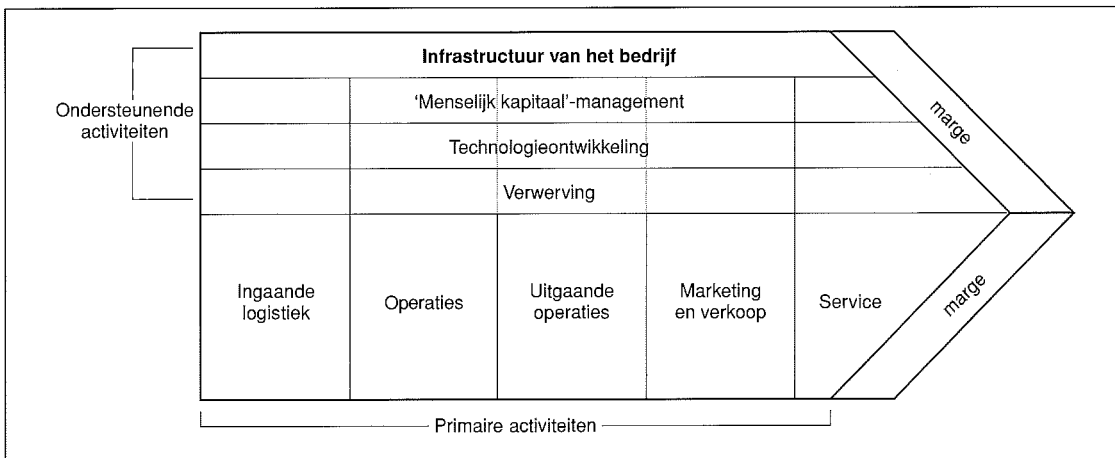 Infrastructuur van het bedrijf
Ondersteunende
activiteiten
'Menselijk kapitaal'-management
Technologieontwikkeling
Verwerving
marge
Ingaande
logistiek
Operaties
Uitgaande
operaties
Marketing
en verkoop
Service
marge
Primaire activiteiten